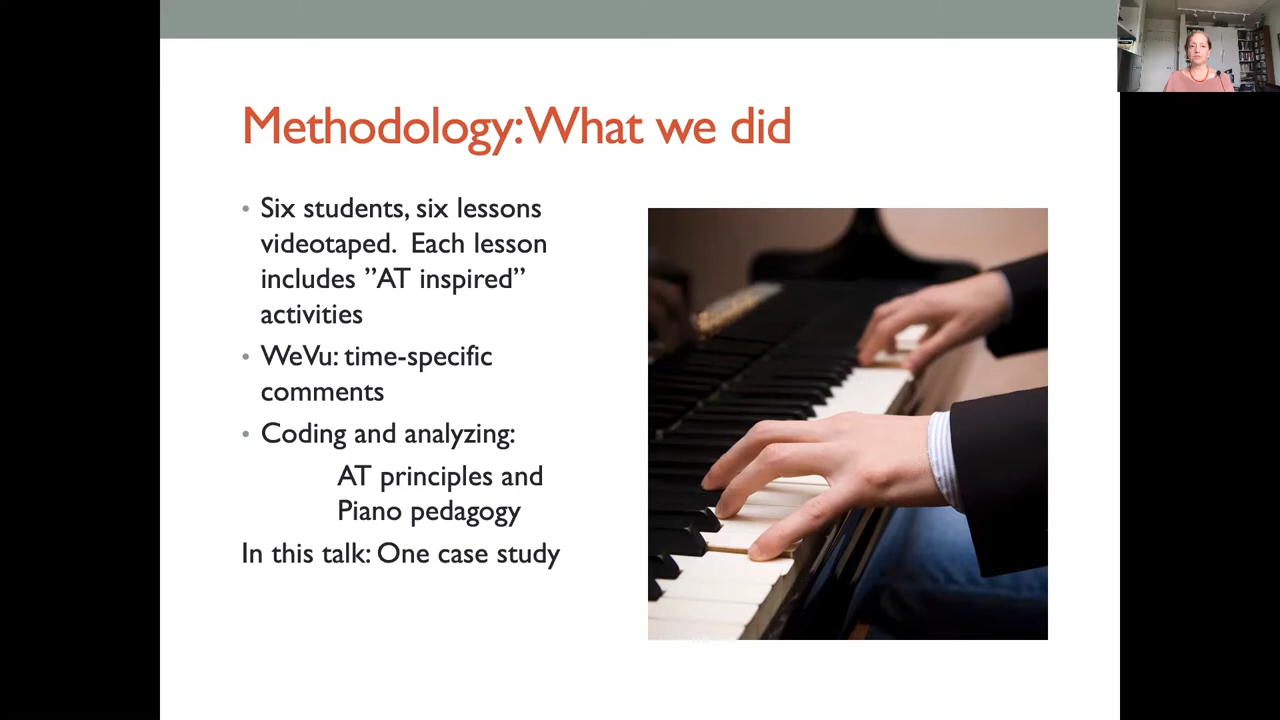 Methodology: What we did
• Six students, six lessons
videotaped.  Each lesson
includes ”AT inspired”
activities
• WeVu: time-specific
comments
• Coding and analyzing:
AT principles and
Piano pedagogy
In this talk: One case study